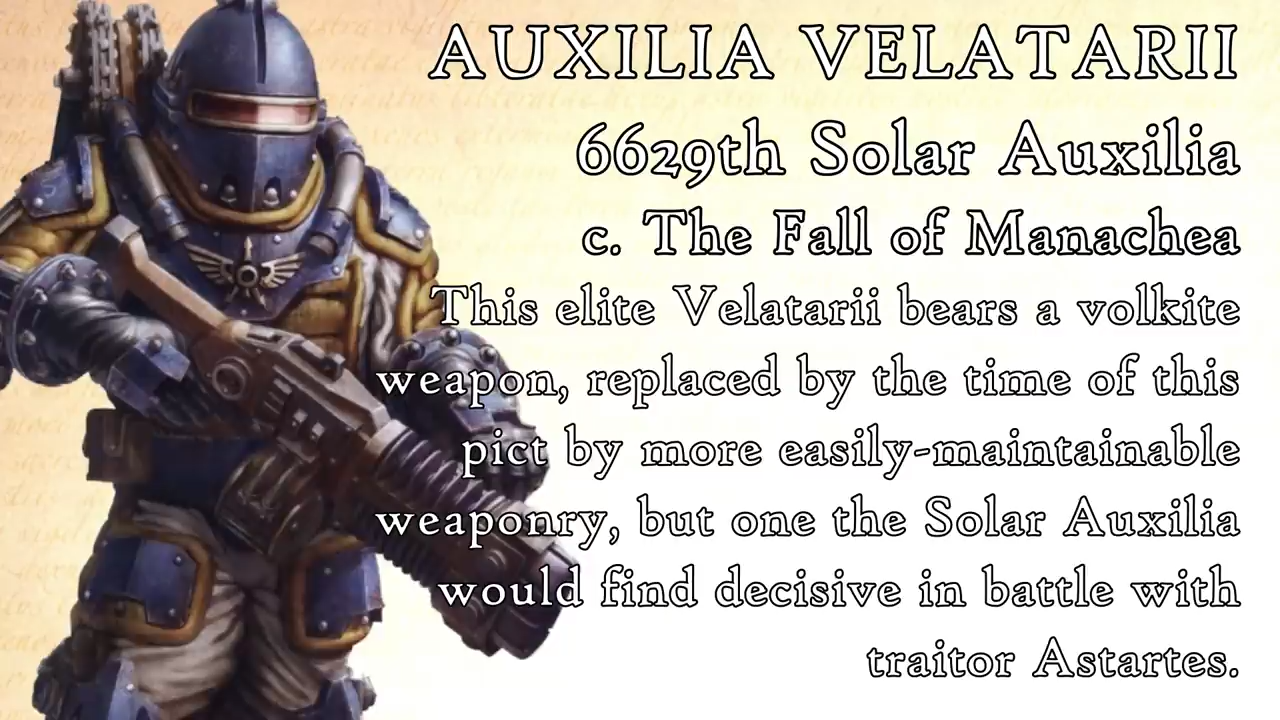 AUXILIA VELATARII
6629th Solar Auxilia
c. The Fall of Manachea
This elite Velatarii bears a volkite
weapon, replaced by the time of this
pict by more easily-maintainable
weaponry, but one the Solar Auxilia
would find decisive in battle with
traitor Astartes.